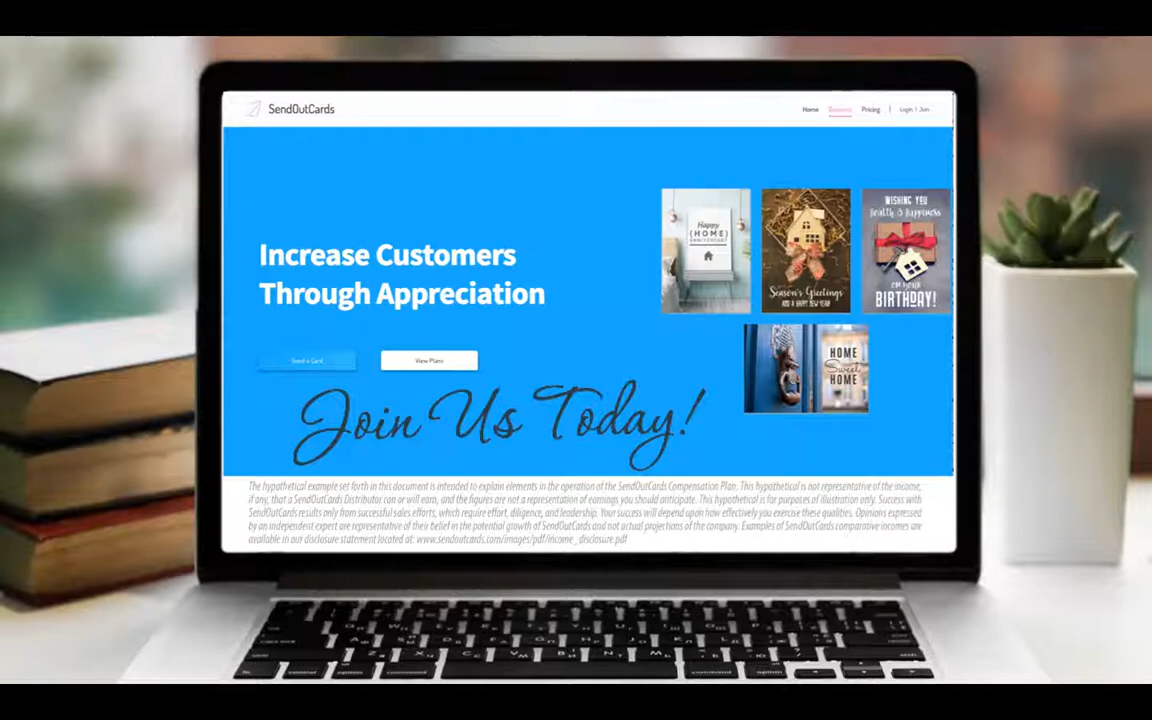 SendOutCards
Home
Pricing
Login | Join
Increase Customers
Through Appreciation
Happy
{HOME}
ANNIVERSARY
Season's Greetings
AND A HAPPY NEW YEAR
WISHING YOU
Health & Happiness
ON YOUR
BIRTHDAY!
HOME
Sweet
HOME
Send a Card
View Plans
Join Us Today!
The hypothetical example set forth in this document is intended to explain elements in the operation of the SendOutCards Compensation Plan. This hypothetical is not representative of the income,
if any, that a SendOutCards Distributor can or will earn, and the figures are not a representation of earnings you should anticipate. This hypothetical is for purposes of illustration only. Success with
SendOutCards results only from successful sales efforts, which require effort, diligence, and leadership. Your success will depend upon how effectively you exercise these qualities. Opinions expressed
by an independent expert are representative of their belief in the potential growth of SendOutCards and not actual projections of the company. Examples of SendOutCards comparative incomes are
available in our disclosure statement located at: www.sendoutcards.com/images/pdf/income_disclosure.pdf